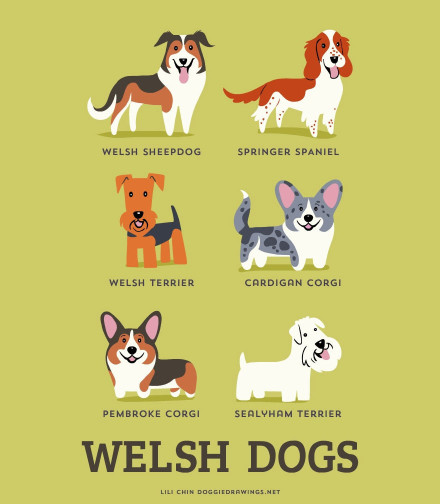 WELSH SHEEPDOG
SPRINGER SPANIEL
WELSH TERRIER
CARDIGAN CORGI
PEMBROKE CORGI
SEALYHAM TERRIER
WELSH DOGS
LILI CHIN DOGGIEDRAWINGS.NET